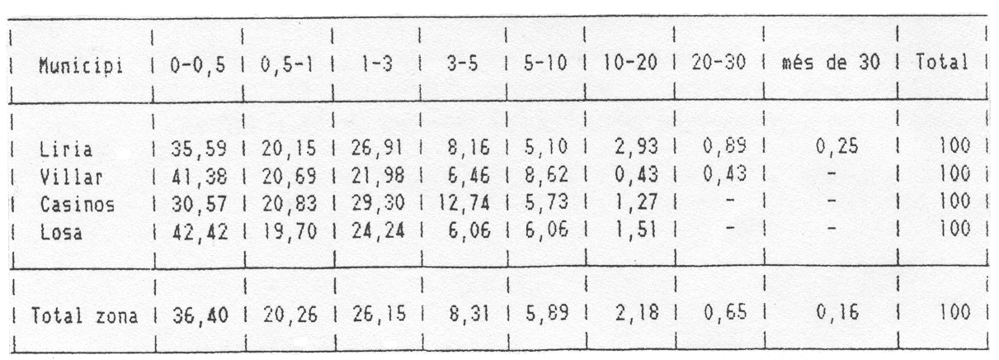 Municipi | 0-0,5 | 0,5-1 | 1-3 | 3-5 | 5-10 | 10-20 | 20-30 | més de 30 | Total
Liria | 35,59 | 20,15 | 26,91 | 8,16 | 5,10 | 2,93 | 0,89 | 0,25 | 100
Villar | 41,38 | 20,69 | 21,98 | 6,46 | 8,62 | 0,43 | 0,43 | - | 100
Casinos | 30,57 | 20,83 | 29,30 | 12,74 | 5,73 | 1,27 | - | - | 100
Losa | 42,42 | 19,70 | 24,24 | 6,06 | 6,06 | 1,51 | - | - | 100
Total zona | 36,40 | 20,26 | 26,15 | 8,31 | 5,89 | 2,18 | 0,65 | 0,16 | 100